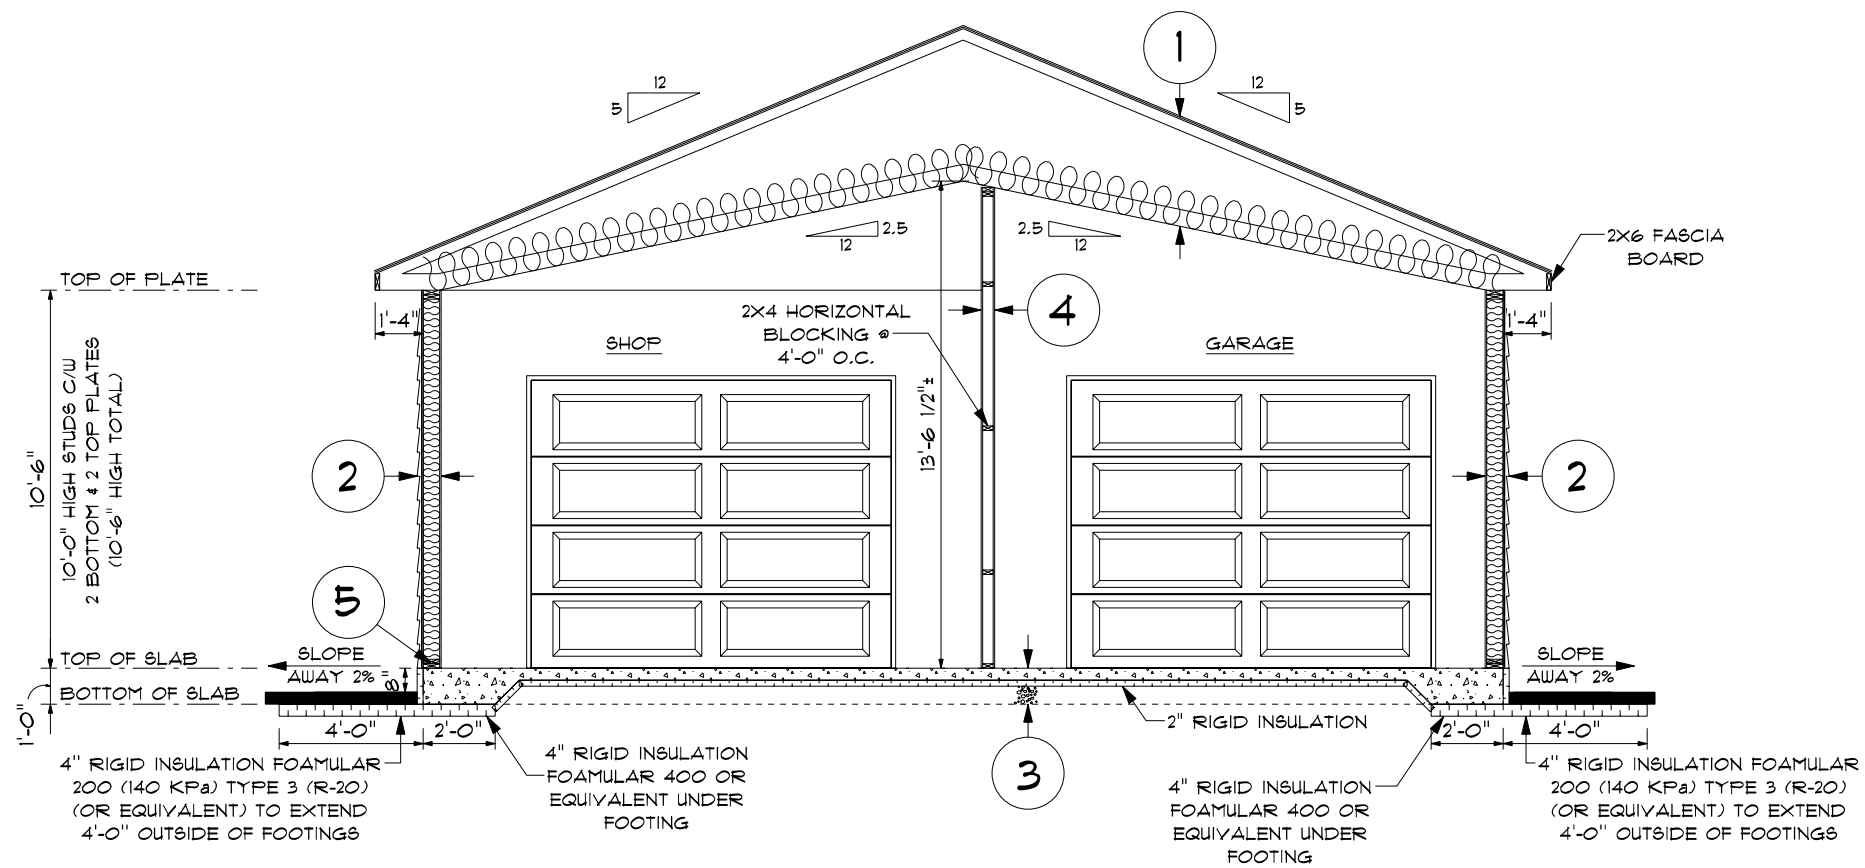 1
12
5
12
5
2.5
12
2.5
12
2X6 FASCIA
BOARD
TOP OF PLATE
1'-4"
1'-4"
2X4 HORIZONTAL
BLOCKING @
4'-0" O.C.
4
SHOP
GARAGE
10'-6"
10'-0" HIGH STUDS C/W
2 BOTTOM & 2 TOP PLATES
(10'-6" HIGH TOTAL)
13'-6 1/2"±
2
2
5
TOP OF SLAB
SLOPE
AWAY 2%
8"
SLOPE
AWAY 2%
BOTTOM OF SLAB
1'-0"
4'-0"
2'-0"
2" RIGID INSULATION
2'-0"
4'-0"
3
4" RIGID INSULATION FOAMULAR
200 (140 KPa) TYPE 3 (R-20)
(OR EQUIVALENT) TO EXTEND
4'-0" OUTSIDE OF FOOTINGS
4" RIGID INSULATION
FOAMULAR 400 OR
EQUIVALENT UNDER
FOOTING
4" RIGID INSULATION
FOAMULAR 400 OR
EQUIVALENT UNDER
FOOTING
4" RIGID INSULATION FOAMULAR
200 (140 KPa) TYPE 3 (R-20)
(OR EQUIVALENT) TO EXTEND
4'-0" OUTSIDE OF FOOTINGS